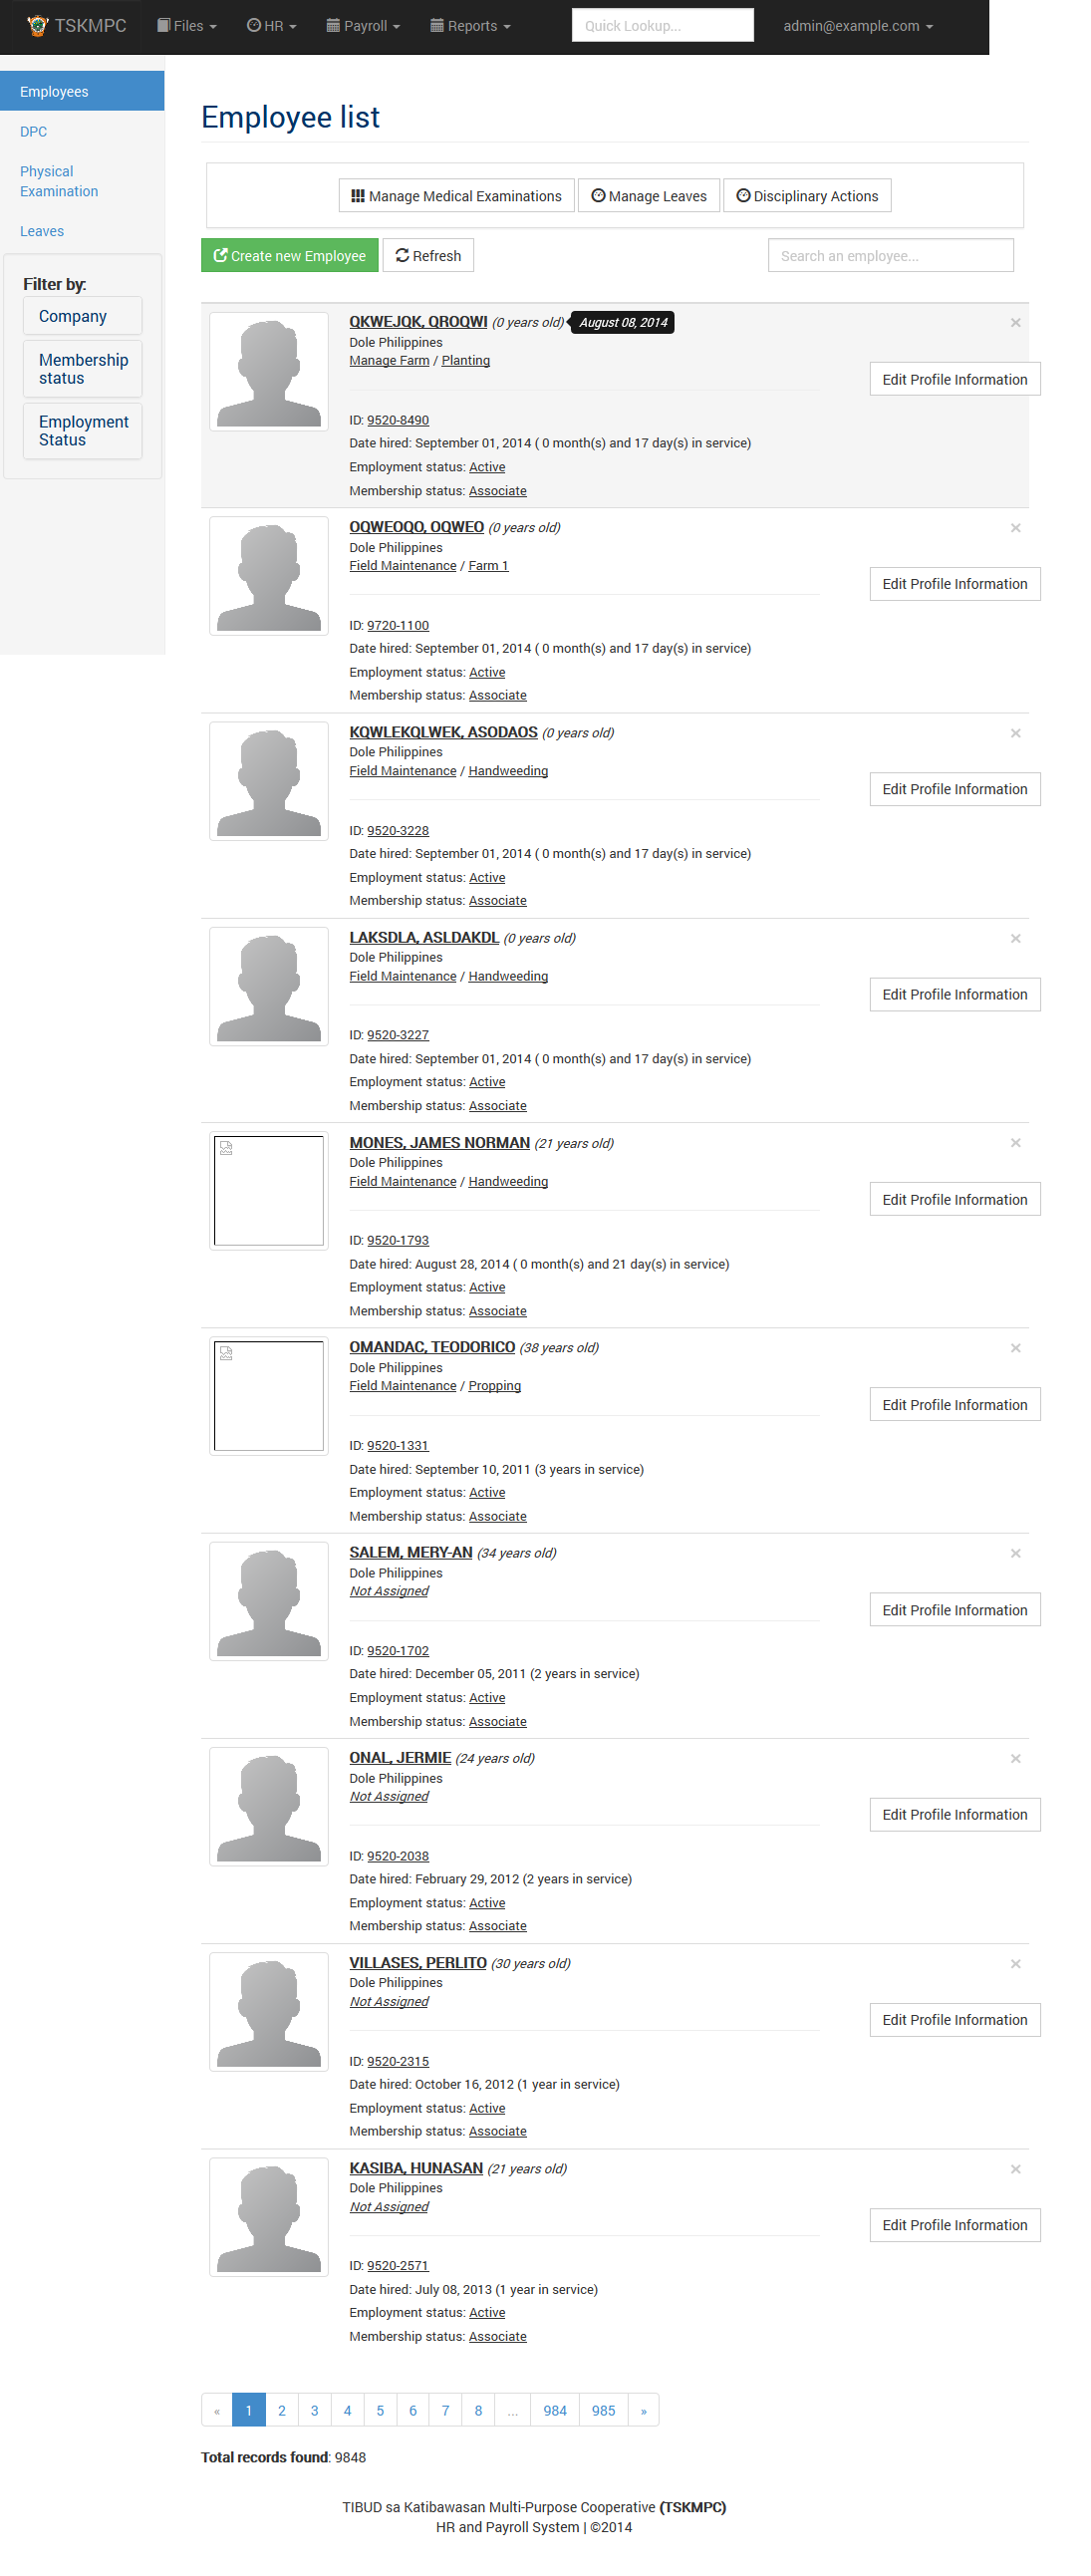 TSKMPC Files HR Payroll Reports Quick Lookup... admin@example.com
Employees
DPC
Physical
Examination
Leaves
Filter by:
Company
Membership
status
Employment
Status
Employee list
Manage Medical Examinations Manage Leaves Disciplinary Actions
Create new Employee Refresh Search an employee...
QKWEJQK, QROQWI (0 years old) August 08, 2014 ×
Dole Philippines
Manage Farm / Planting
Edit Profile Information
ID: 9520-8490
Date hired: September 01, 2014 ( 0 month(s) and 17 day(s) in service)
Employment status: Active
Membership status: Associate
OQWEOQO, OQWEO (0 years old) ×
Dole Philippines
Field Maintenance / Farm 1
Edit Profile Information
ID: 9720-1100
Date hired: September 01, 2014 ( 0 month(s) and 17 day(s) in service)
Employment status: Active
Membership status: Associate
KQWLEKQLWEK, ASODAOS (0 years old) ×
Dole Philippines
Field Maintenance / Handweeding
Edit Profile Information
ID: 9520-3228
Date hired: September 01, 2014 ( 0 month(s) and 17 day(s) in service)
Employment status: Active
Membership status: Associate
LAKSDLA, ASLDAKDL (0 years old) ×
Dole Philippines
Field Maintenance / Handweeding
Edit Profile Information
ID: 9520-3227
Date hired: September 01, 2014 ( 0 month(s) and 17 day(s) in service)
Employment status: Active
Membership status: Associate
MONES, JAMES NORMAN (21 years old) ×
Dole Philippines
Field Maintenance / Handweeding
Edit Profile Information
ID: 9520-1793
Date hired: August 28, 2014 ( 0 month(s) and 21 day(s) in service)
Employment status: Active
Membership status: Associate
OMANDAC, TEODORICO (38 years old) ×
Dole Philippines
Field Maintenance / Propping
Edit Profile Information
ID: 9520-1331
Date hired: September 10, 2011 (3 years in service)
Employment status: Active
Membership status: Associate
SALEM, MERY-AN (34 years old) ×
Dole Philippines
Not Assigned
Edit Profile Information
ID: 9520-1702
Date hired: December 05, 2011 (2 years in service)
Employment status: Active
Membership status: Associate
ONAL, JERMIE (24 years old) ×
Dole Philippines
Not Assigned
Edit Profile Information
ID: 9520-2038
Date hired: February 29, 2012 (2 years in service)
Employment status: Active
Membership status: Associate
VILLASES, PERLITO (30 years old) ×
Dole Philippines
Not Assigned
Edit Profile Information
ID: 9520-2315
Date hired: October 16, 2012 (1 year in service)
Employment status: Active
Membership status: Associate
KASIBA, HUNASAN (21 years old) ×
Dole Philippines
Not Assigned
Edit Profile Information
ID: 9520-2571
Date hired: July 08, 2013 (1 year in service)
Employment status: Active
Membership status: Associate
« 1 2 3 4 5 6 7 8 ... 984 985 »
Total records found: 9848
TIBUD sa Katibawasan Multi-Purpose Cooperative (TSKMPC)
HR and Payroll System | ©2014